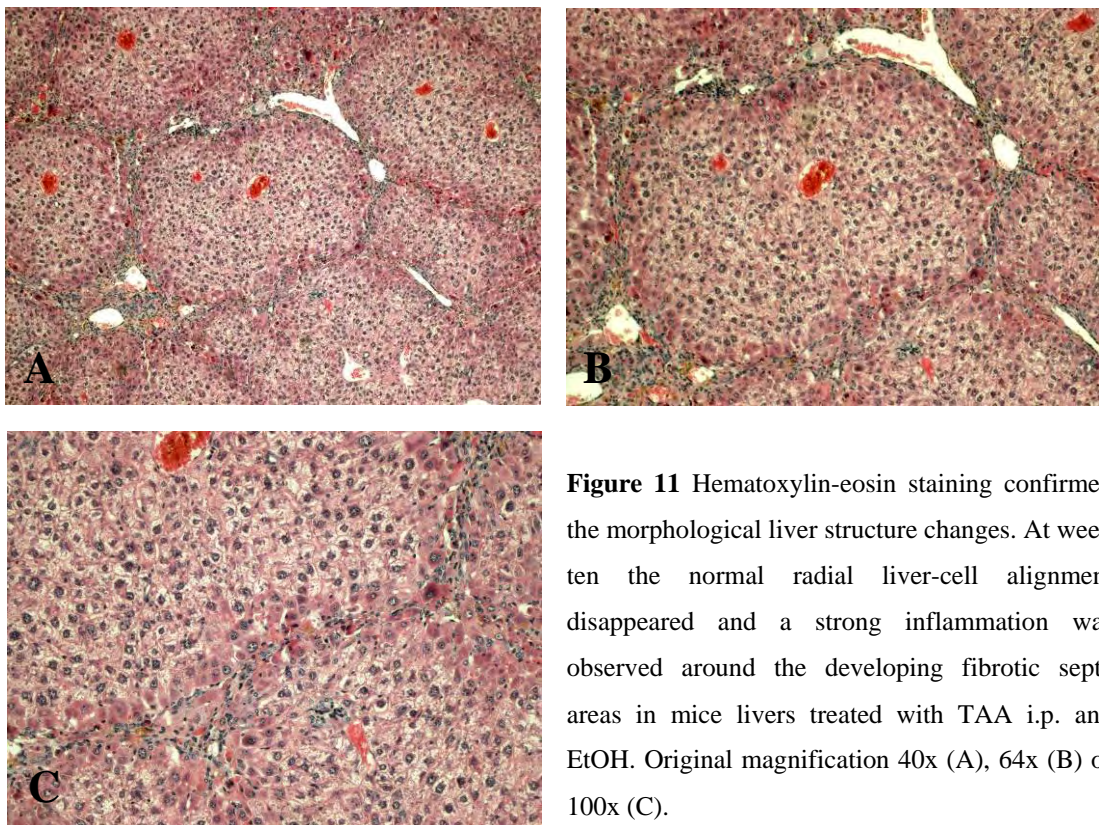 A
B
C
Figure 11 Hematoxylin-eosin staining confirme
the morphological liver structure changes. At wee
ten the normal radial liver-cell alignmen
disappeared and a strong inflammation wa
observed around the developing fibrotic sept
areas in mice livers treated with TAA i.p. an
EtOH. Original magnification 40x (A), 64x (B) o
100x (C).